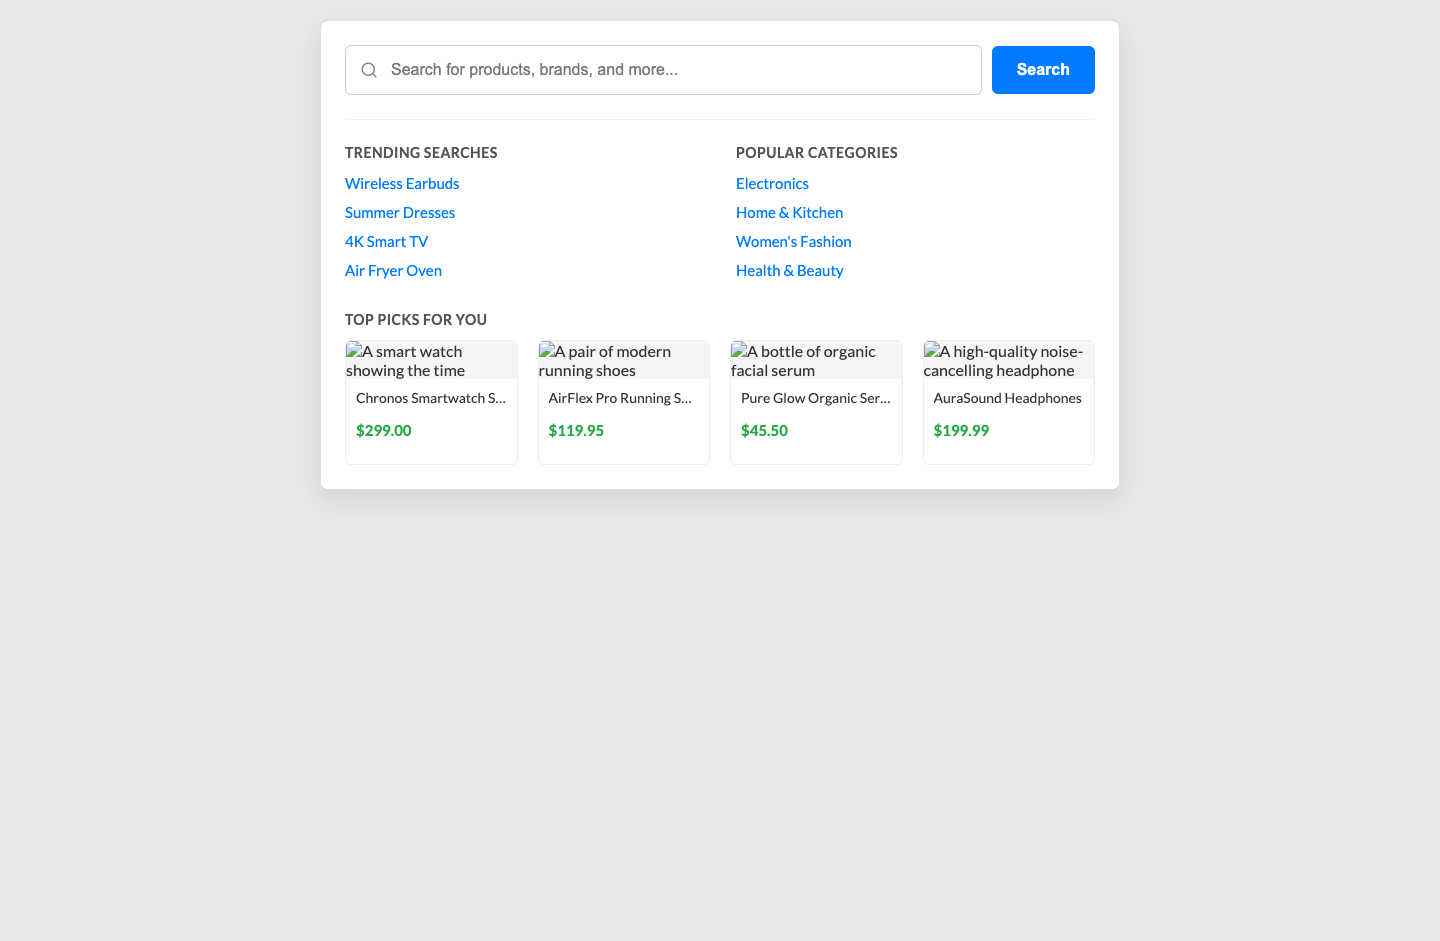 Search for products, brands, and more...
Search
TRENDING SEARCHES
Wireless Earbuds
Summer Dresses
4K Smart TV
Air Fryer Oven
POPULAR CATEGORIES
Electronics
Home & Kitchen
Women's Fashion
Health & Beauty
TOP PICKS FOR YOU
A smart watch
showing the time
Chronos Smartwatch S...
$299.00
A pair of modern
running shoes
AirFlex Pro Running S...
$119.95
A bottle of organic
facial serum
Pure Glow Organic Ser...
$45.50
A high-quality noise-
cancelling headphone
AuraSound Headphones
$199.99